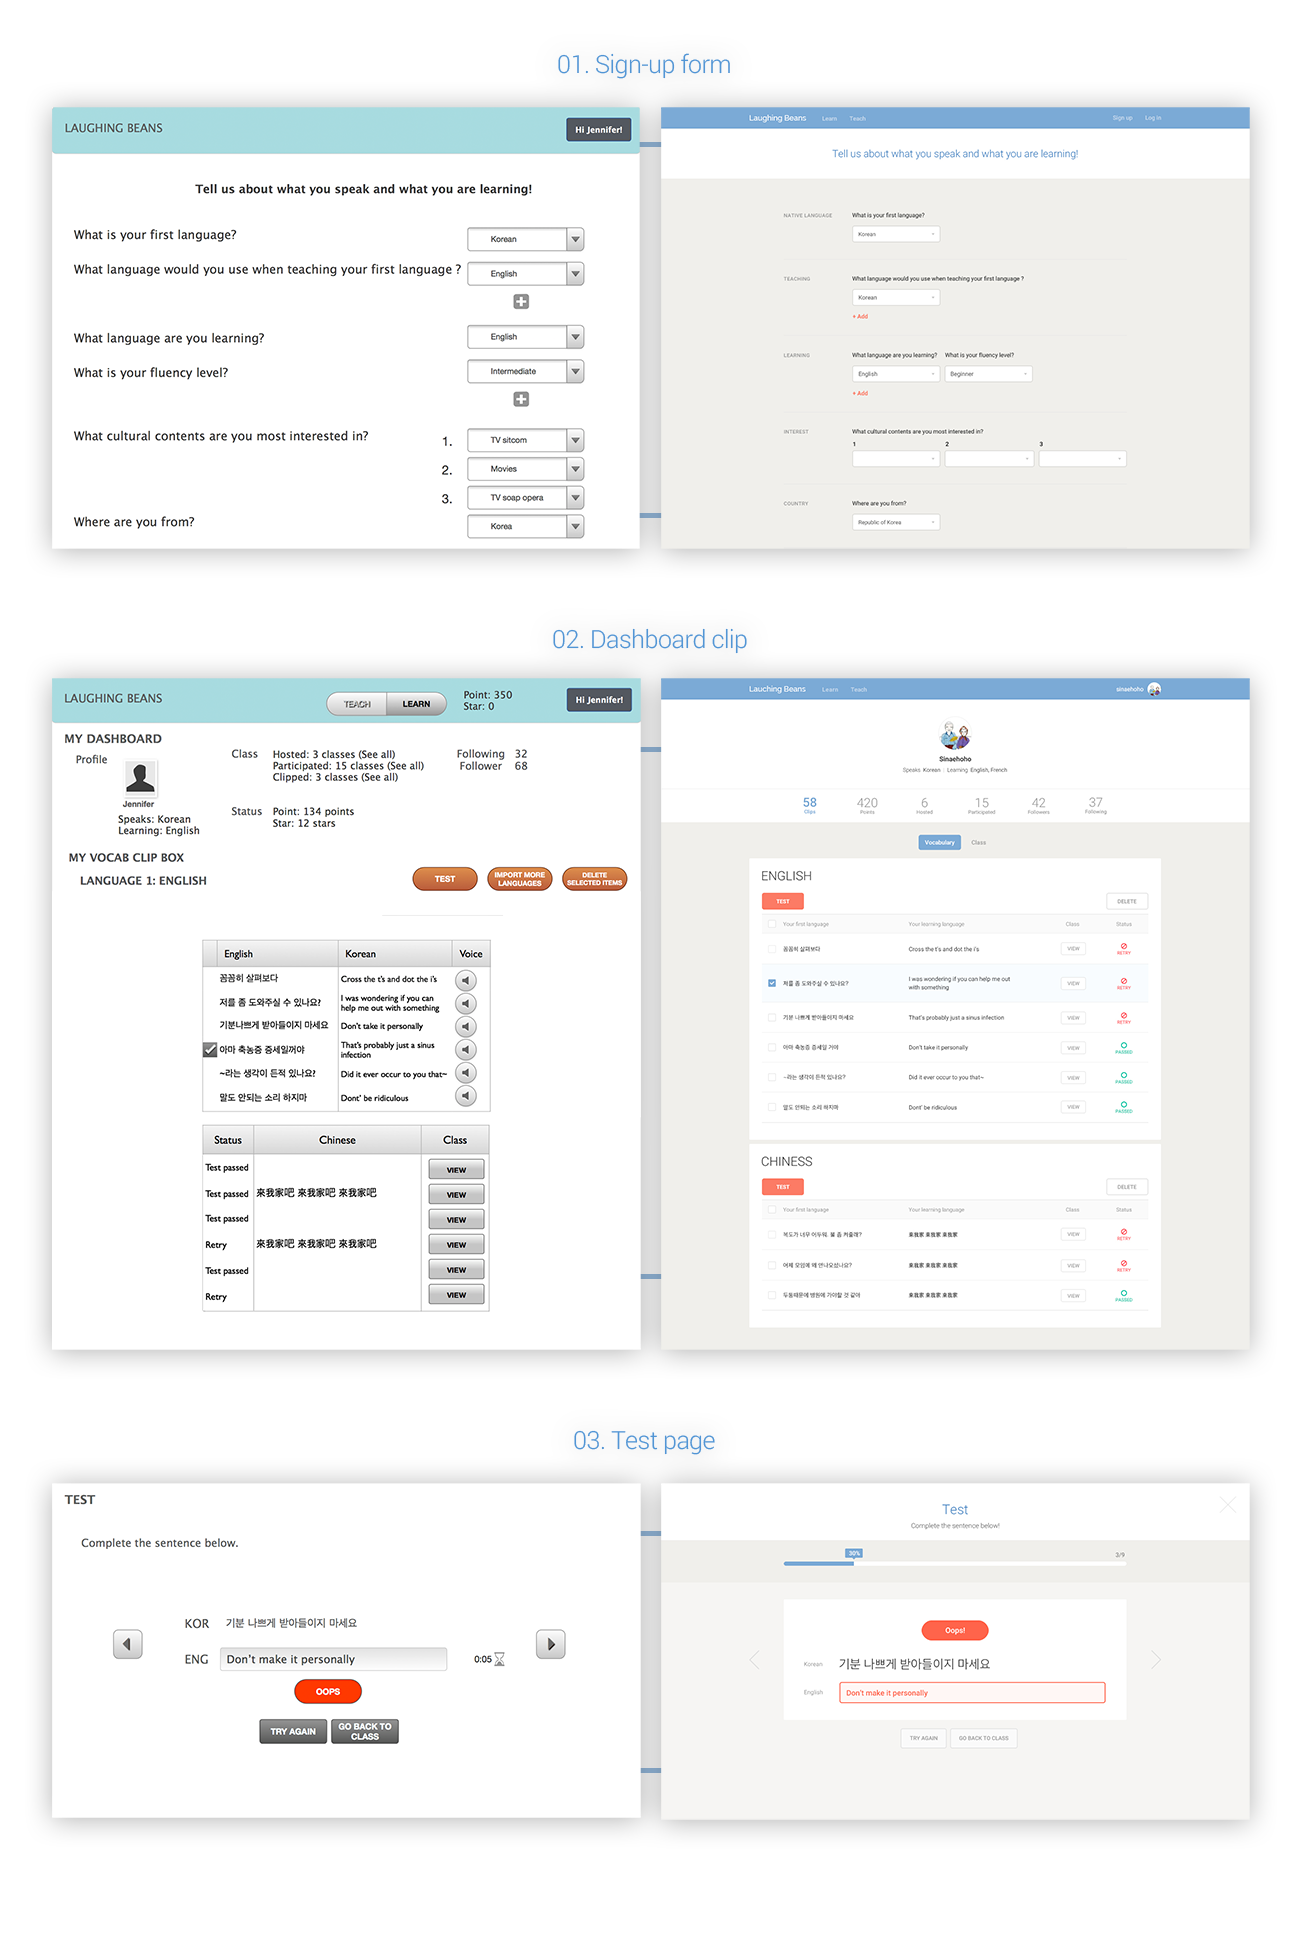 01. Sign-up form
LAUGHING BEANS
Hi Jennifer!
Tell us about what you speak and what you are learning!
What is your first language?
Korean
What language would you use when teaching your first language ?
English
What language are you learning?
English
What is your fluency level?
Intermediate
What cultural contents are you most interested in?
1. TV sitcom
2. Movies
3. TV soap opera
Where are you from?
Korea
Laughing Beans Learn Teach Sign up Log in
Tell us about what you speak and what you are learning!
NATIVE LANGUAGE What is your first language?
Korean
TEACHING What language would you use when teaching your first language ?
Korean
+ Add
LEARNING What language are you learning? What is your fluency level?
English Beginner
+ Add
INTEREST What cultural contents are you most interested in?
1 2 3
COUNTRY Where are you from?
Republic of Korea
02. Dashboard clip
LAUGHING BEANS
TEACH LEARN
Point: 350
Star: 0
Hi Jennifer!
MY DASHBOARD
Profile
Jennifer
Speaks: Korean
Learning: English
Class Hosted: 3 classes (See all)
Participated: 15 classes (See all)
Clipped: 3 classes (See all)
Following 32
Follower 68
Status Point: 134 points
Star: 12 stars
MY VOCAB CLIP BOX
LANGUAGE 1: ENGLISH
TEST
IMPORT MORE
LANGUAGES
DELETE
SELECTED ITEMS
English Korean Voice
꼼꼼히 살펴보다 Cross the t's and dot the i's
저를 좀 도와주실 수 있나요? I was wondering if you can
help me out with something
기분나쁘게 받아들이지 마세요 Don't take it personally
아마 축농증 증세일꺼야 That's probably just a sinus
infection
~라는 생각이 든적 있나요? Did it ever occur to you that~
말도 안되는 소리 하지마 Dont' be ridiculous
Status Chinese Class
Test passed VIEW
Test passed 來我家吧 來我家吧 來我家吧 VIEW
Test passed VIEW
Retry 來我家吧 來我家吧 來我家吧 VIEW
Test passed VIEW
Retry VIEW
Lauching Beans Learn Teach sinaehoho
Sinaehoho
Speaks Korean Learning English, French
58 420 6 15 42 37
Clips Points Hosted Participated Followers Following
Vocabulary Class
ENGLISH
TEST DELETE
Your first language Your learning language Class Status
꼼꼼히 살펴보다 Cross the t's and dot the i's VIEW RETRY
저를 좀 도와주실 수 있나요? I was wondering if you can help me out
with something VIEW RETRY
기분 나쁘게 받아들이지 마세요 That's probably just a sinus infection VIEW RETRY
아마 축농증 증세일 거야 Don't take it personally VIEW PASSED
~라는 생각이 든적 있나요? Did it ever occur to you that~ VIEW PASSED
말도 안되는 소리 하지마 Dont' be ridiculous VIEW PASSED
CHINESS
TEST DELETE
Your first language Your learning language Class Status
복도가 너무 어두워. 불 좀 켜줄래? 來我家 來我家 來我家 VIEW RETRY
어제 모임에 왜 안나오셨나요? 來我家 來我家 來我家 VIEW RETRY
두통때문에 병원에 가야할 것 같아 來我家 來我家 來我家 VIEW PASSED
03. Test page
TEST
Complete the sentence below.
KOR 기분 나쁘게 받아들이지 마세요
ENG Don't make it personally 0:05
OOPS
TRY AGAIN
GO BACK TO
CLASS
Test
Complete the sentence below!
30% 3/9
Oops!
Korean 기분 나쁘게 받아들이지 마세요
English Don't make it personally
TRY AGAIN GO BACK TO CLASS